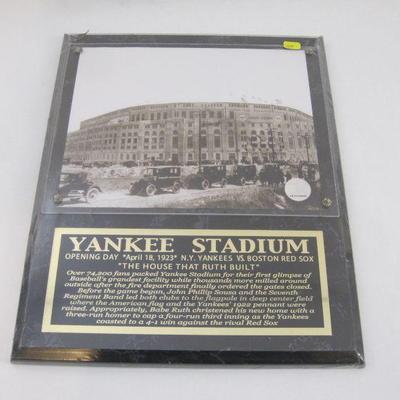 YANKEE STADIUM
OPENING DAY *April 18, 1923* N.Y. YANKEES VS. BOSTON RED SOX
"THE HOUSE THAT RUTH BUILT"
Over 74,200 fans packed Yankee Stadium for their first glimpse of
Baseball's grandest facility while thousands more milled around
outside after the fire department finally ordered the gates closed.
Before the game began, John Phillip Sousa and the Seventh
Regiment Band led both clubs to the flagpole in deep center field
where the American flag and the Yankees' 1922 pennant were
raised. Appropriately, Babe Ruth christened his new home with a
three-run homer to cap a four-run third inning as the Yankees
coasted to a 4-1 win against the rival Red Sox